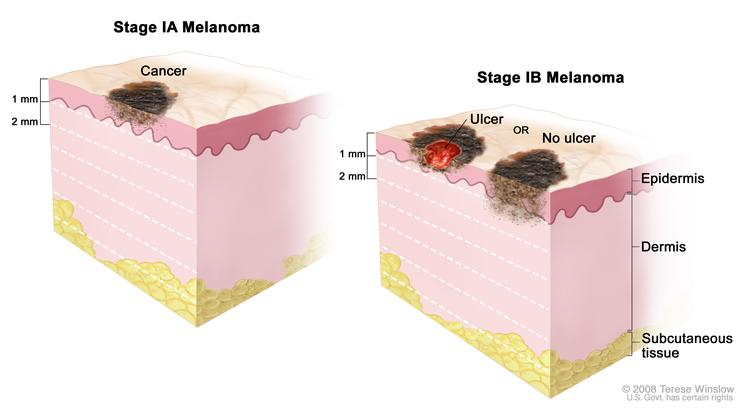 Stage IA Melanoma
Cancer
1 mm
2 mm
Stage IB Melanoma
Ulcer
OR
No ulcer
1 mm
2 mm
Epidermis
Dermis
Subcutaneous
tissue
© 2008 Terese Winslow
U.S. Govt. has certain rights